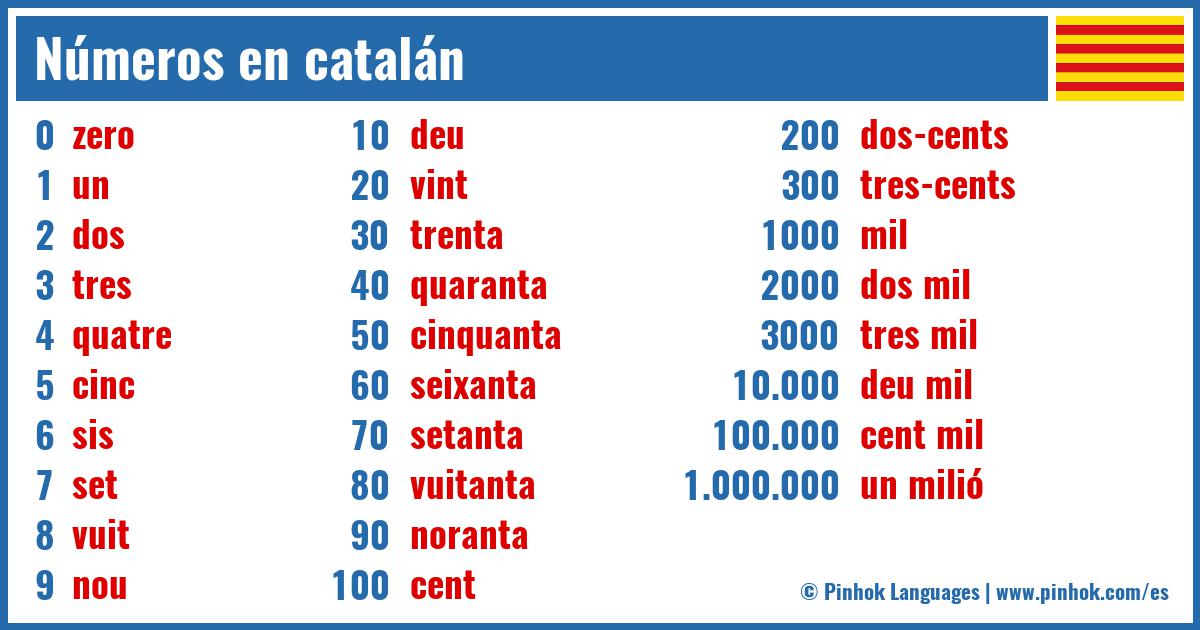 Números en catalán
0 zero
1 un
2 dos
3 tres
4 quatre
5 cinc
6 sis
7 set
8 vuit
9 nou
10 deu
20 vint
30 trenta
40 quaranta
50 cinquanta
60 seixanta
70 setanta
80 vuitanta
90 noranta
100 cent
200 dos-cents
300 tres-cents
1000 mil
2000 dos mil
3000 tres mil
10.000 deu mil
100.000 cent mil
1.000.000 un milió
© Pinhok Languages | www.pinhok.com/es